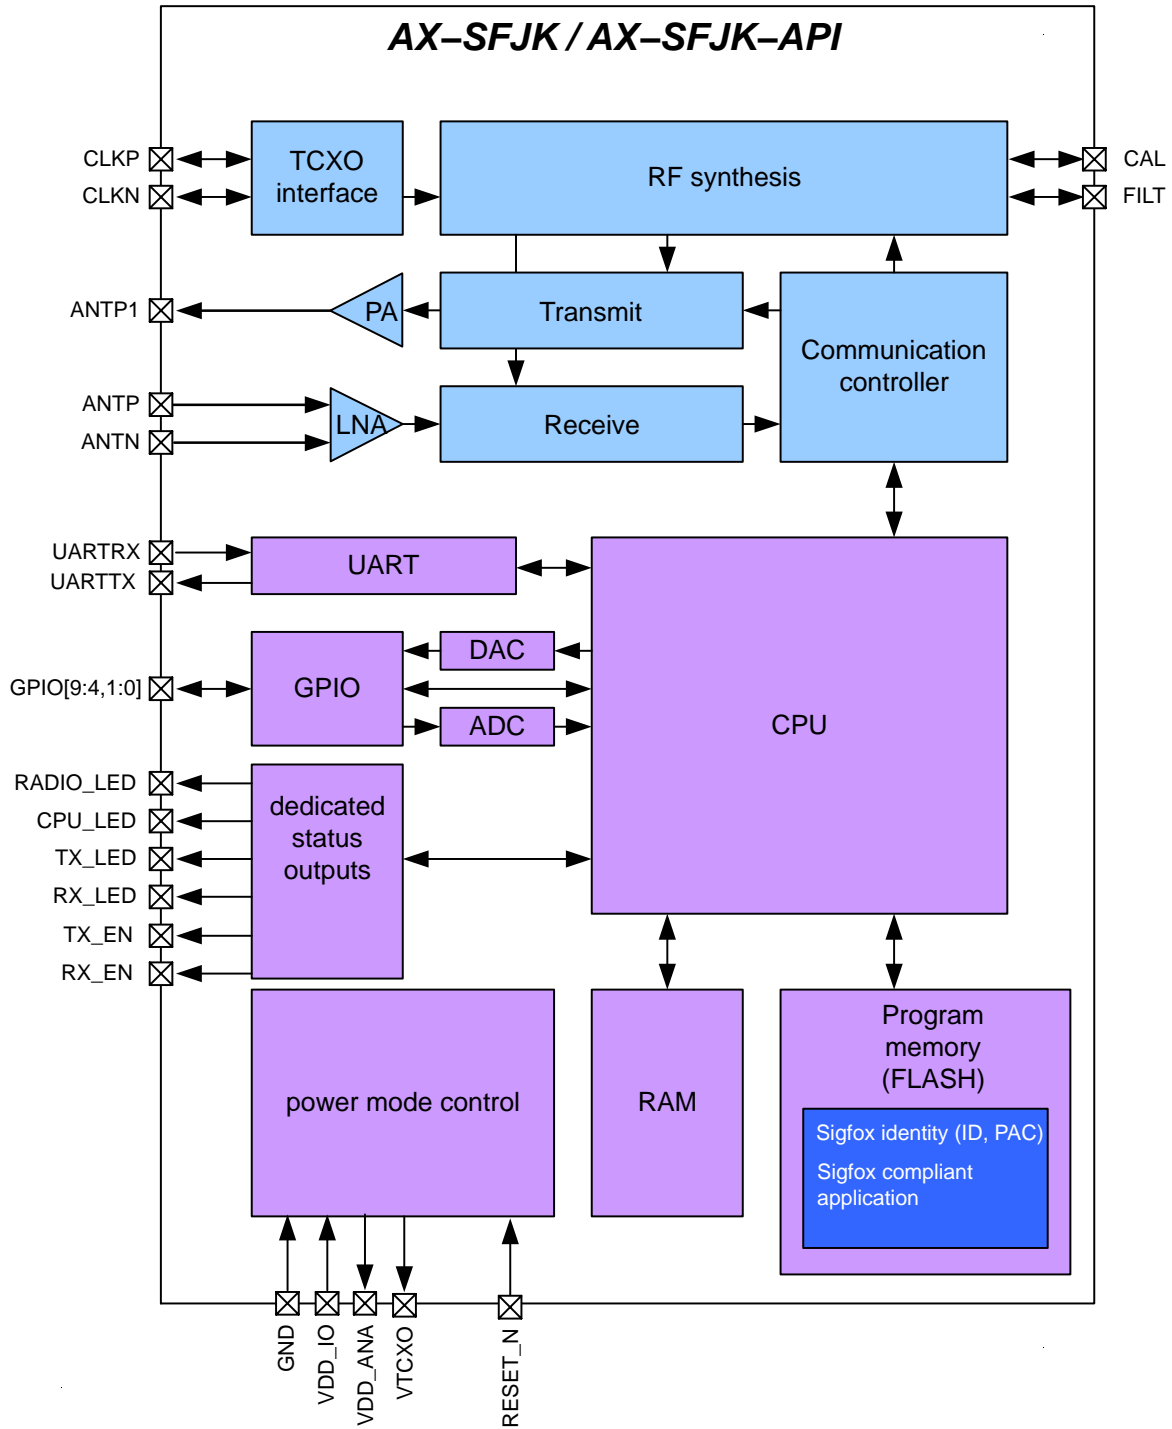 AX–SFJK / AX–SFJK–API
CLKP
CLKN
TCXO
interface
RF synthesis
CAL
FILT
ANTP1
PA
Transmit
Communication
controller
ANTP
ANTN
LNA
Receive
UARTRX
UARTTX
UART
DAC
GPIO[9:4,1:0]
GPIO
ADC
CPU
RADIO_LED
CPU_LED
TX_LED
RX_LED
TX_EN
RX_EN
dedicated
status
outputs
power mode control
RAM
Program
memory
(FLASH)
Sigfox identity (ID, PAC)
Sigfox compliant
application
GND
VDD_IO
VDD_ANA
VTCXO
RESET_N